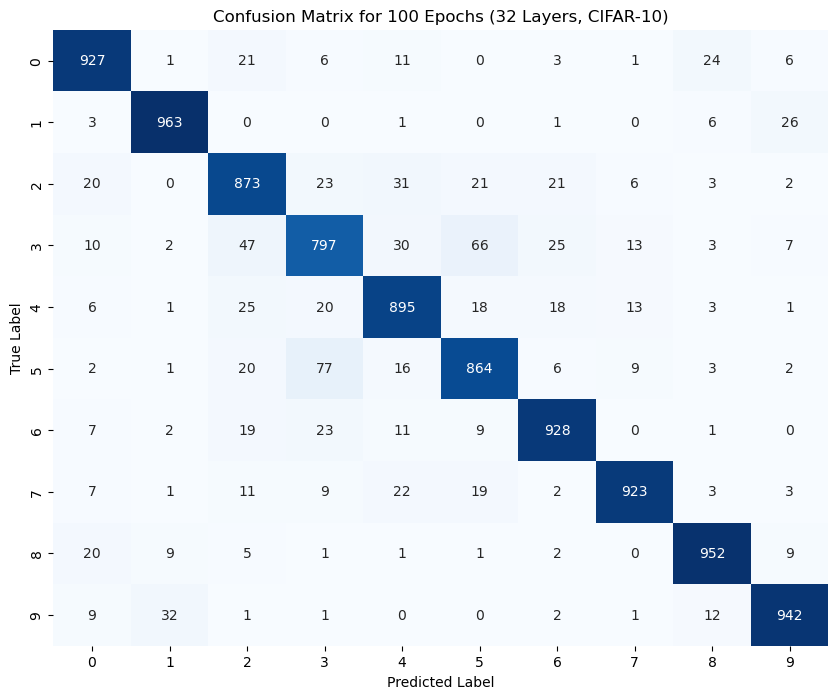 Confusion Matrix for 100 Epochs (32 Layers, CIFAR-10)
True Label
0 927 1 21 6 11 0 3 1 24 6
1 3 963 0 0 1 0 1 0 6 26
2 20 0 873 23 31 21 21 6 3 2
3 10 2 47 797 30 66 25 13 3 7
4 6 1 25 20 895 18 18 13 3 1
5 2 1 20 77 16 864 6 9 3 2
6 7 2 19 23 11 9 928 0 1 0
7 7 1 11 9 22 19 2 923 3 3
8 20 9 5 1 1 1 2 0 952 9
9 9 32 1 1 0 0 2 1 12 942
0 1 2 3 4 5 6 7 8 9
Predicted Label